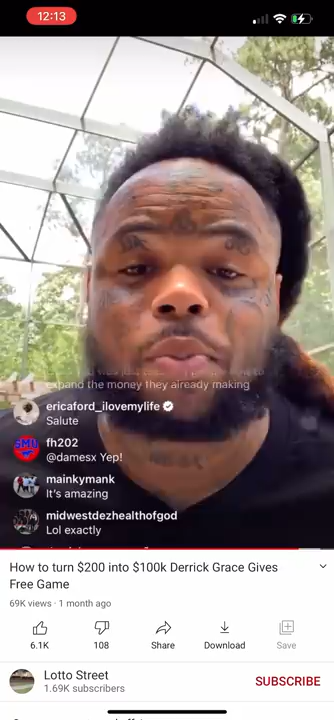 12:13
expand the money they already making
ericaford_ilovemylife
Salute
SMU
fh202
@damesx Yep!
mainkymank
It's amazing
midwestdezhealthofgod
Lol exactly
How to turn $200 into $100k Derrick Grace Gives
Free Game
69K views · 1 month ago
6.1K
108
Share
Download
Save
Lotto Street
1.69K subscribers
SUBSCRIBE